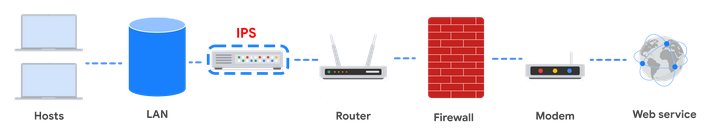 IPS
Hosts
LAN
Router
Firewall
Modem
Web service